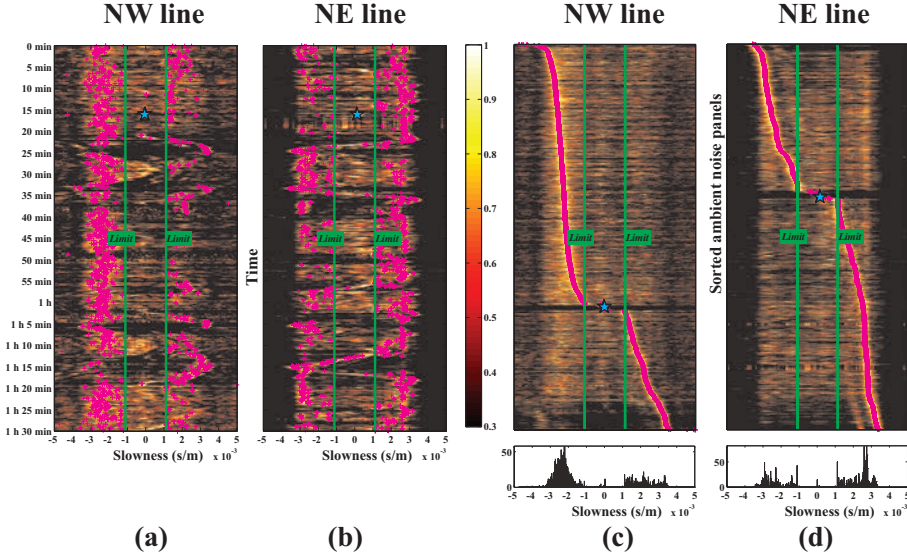 NW line
NE line
NW line
NE line
0 min
5 min
10 min
15 min
20 min
25 min
30 min
35 min
40 min
45 min
50 min
55 min
1 h
1 h 5 min
1 h 10 min
1 h 15 min
1 h 20 min
1 h 25 min
1 h 30 min
Limit
Limit
-5 -4 -3 -2 -1 0 1 2 3 4 5
Slowness (s/m) x 10⁻³
Time
Limit
Limit
-5 -4 -3 -2 -1 0 1 2 3 4 5
Slowness (s/m) x 10⁻³
1
0.9
0.8
0.7
0.6
0.5
0.4
0.3
Limit
Limit
50
0
-5 -4 -3 -2 -1 0 1 2 3 4 5
Slowness (s/m) x 10⁻³
Sorted ambient noise panels
Limit
Limit
50
0
-5 -4 -3 -2 -1 0 1 2 3 4 5
Slowness (s/m) x 10⁻³
(a)
(b)
(c)
(d)